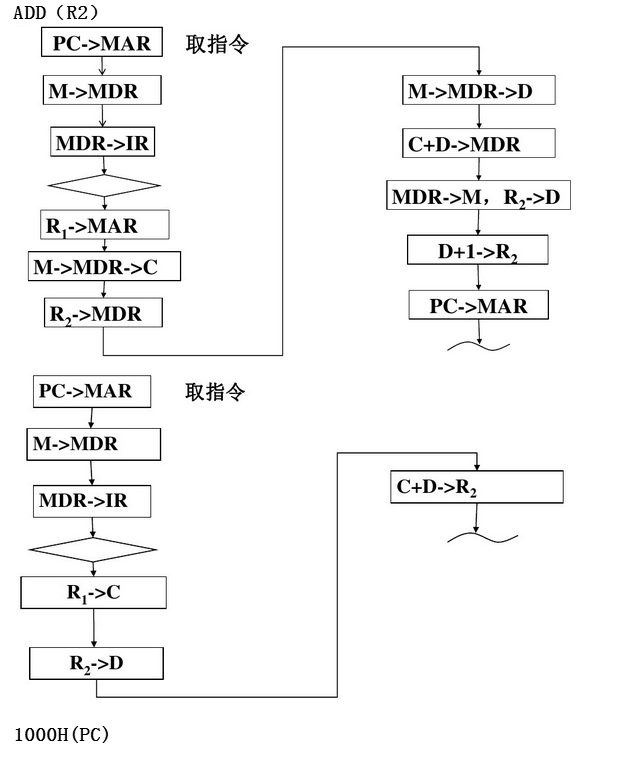 ADD（R2）
PC->MAR
取指令
M->MDR
MDR->IR
R₁->MAR
M->MDR->C
R₂->MDR
M->MDR->D
C+D->MDR
MDR->M，R₂->D
D+1->R₂
PC->MAR
PC->MAR
取指令
M->MDR
MDR->IR
R₁->C
R₂->D
C+D->R₂
1000H(PC)